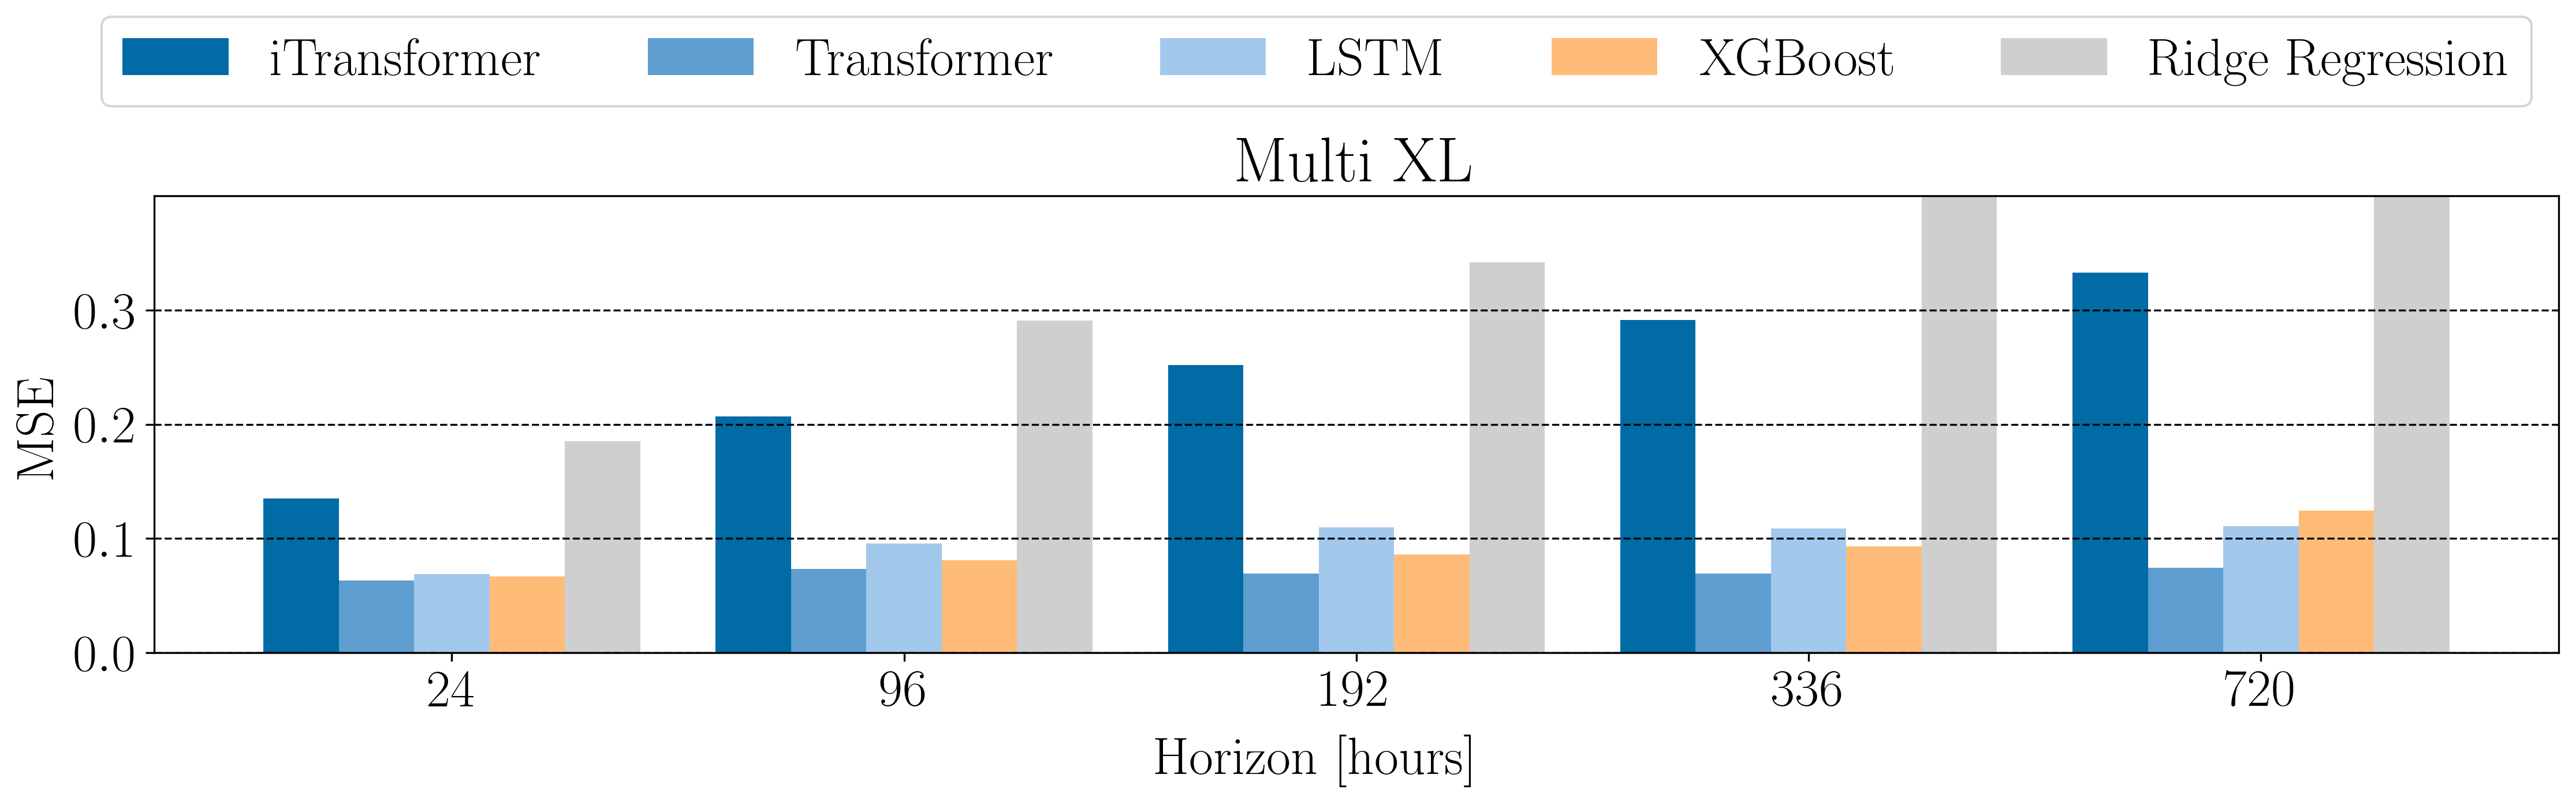 iTransformer Transformer LSTM XGBoost Ridge Regression
Multi XL
MSE
0.3
0.2
0.1
0.0
24 96 192 336 720
Horizon [hours]